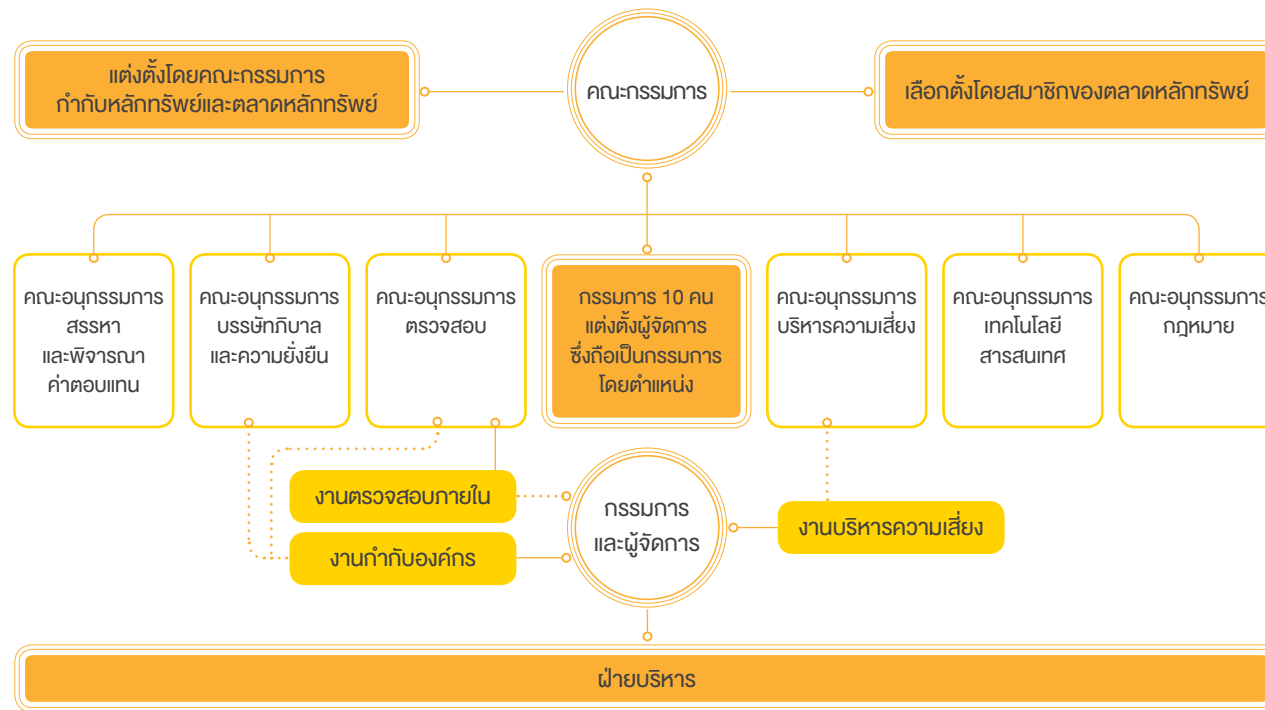 แต่งตั้งโดยคณะกรรมการ
กำกับหลักทรัพย์และตลาดหลักทรัพย์
คณะกรรมการ
เลือกตั้งโดยสมาชิกของตลาดหลักทรัพย์
คณะอนุกรรมการ
สรรหา
และพิจารณา
ค่าตอบแทน
คณะอนุกรรมการ
บรรษัทภิบาล
และความยั่งยืน
คณะอนุกรรมการ
ตรวจสอบ
กรรมการ 10 คน
แต่งตั้งผู้จัดการ
ซึ่งถือเป็นกรรมการ
โดยตำแหน่ง
คณะอนุกรรมการ
บริหารความเสี่ยง
คณะอนุกรรมการ
เทคโนโลยี
สารสนเทศ
คณะอนุกรรมการ
กฎหมาย
งานตรวจสอบภายใน
งานกำกับองค์กร
กรรมการ
และผู้จัดการ
งานบริหารความเสี่ยง
ฝ่ายบริหาร